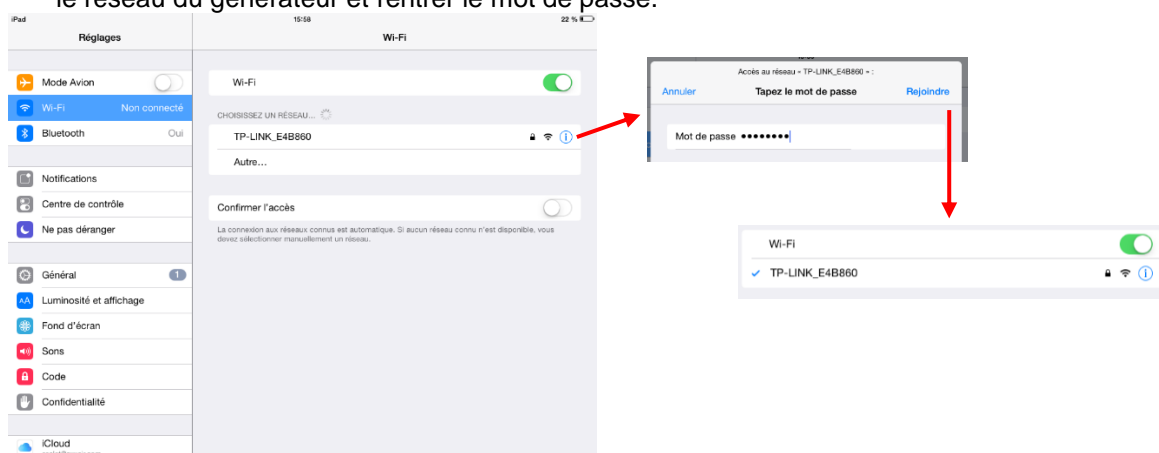 le réseau du générateur et rentrer le mot de passe.
iPad 15:58 22 %
Réglages
Wi-Fi
Mode Avion
Wi-Fi Non connecté
Bluetooth Oui
Notifications
Centre de contrôle
Ne pas déranger
Général 1
Luminosité et affichage
Fond d'écran
Sons
Code
Confidentialité
iCloud
Wi-Fi
CHOISISSEZ UN RÉSEAU...
TP-LINK_E4B860
Autre...
Confirmer l'accès
La connexion aux réseaux connus est automatique. Si aucun réseau connu n'est disponible, vous
devez sélectionner manuellement un réseau.
Accès au réseau « TP-LINK_E4B860 » :
Annuler Tapez le mot de passe Rejoindre
Mot de passe ••••••••
Wi-Fi
TP-LINK_E4B860